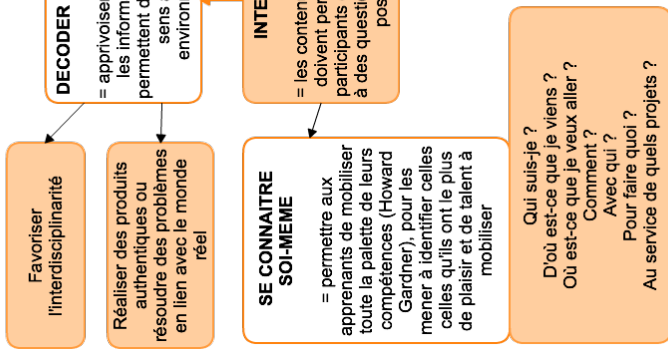 DECODER
= apprivoiser
les inform
permettent d
sens a
environ
INTE
= les conten
doivent per
participants
à des questi
pos
Favoriser
l'interdisciplinarité
Réaliser des produits
authentiques ou
résoudre des problèmes
en lien avec le monde
réel
SE CONNAITRE
SOI-MEME
= permettre aux
apprenants de mobiliser
toute la palette de leurs
compétences (Howard
Gardner), pour les
mener à identifier celles
celles qu'ils ont le plus
de plaisir et de talent à
mobiliser
Qui suis-je ?
D'où est-ce que je viens ?
Où est-ce que je veux aller ?
Comment ?
Avec qui ?
Pour faire quoi ?
Au service de quels projets ?